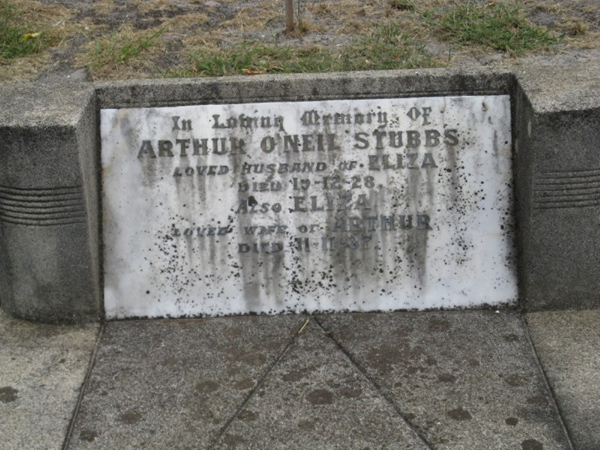 In Loving Memory OF
ARTHUR O'NEIL STUBBS
LOVED HUSBAND OF ELIZA
DIED 19-12-28.
ALSO ELIZA
LOVED WIFE OF ARTHUR
DIED